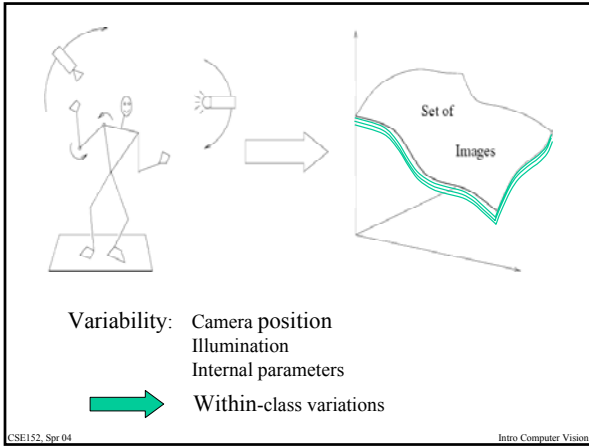 Set of
Images
Variability: Camera position
Illumination
Internal parameters
Within-class variations
CSE152, Spr 04
Intro Computer Vision